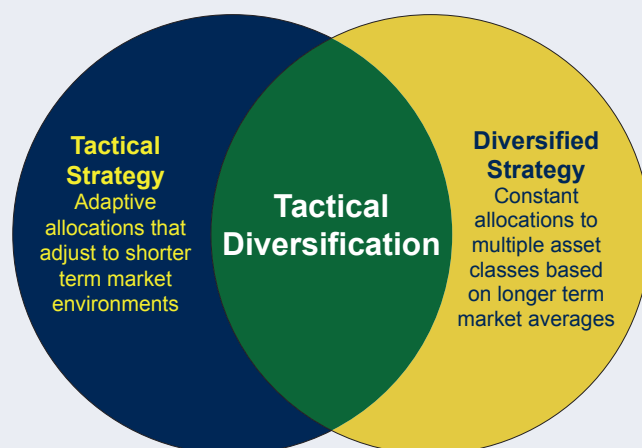 Tactical
Strategy
Adaptive
allocations that
adjust to shorter
term market
environments
Tactical
Diversification
Diversified
Strategy
Constant
allocations to
multiple asset
classes based
on longer term
market averages